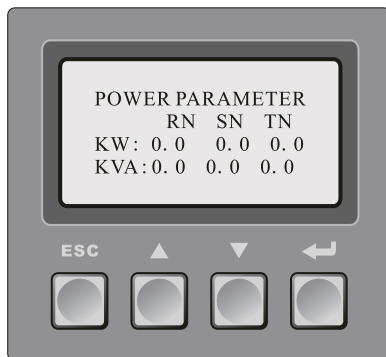 POWER PARAMETER
RN SN TN
KW: 0.0 0.0 0.0
KVA:0.0 0.0 0.0
ESC